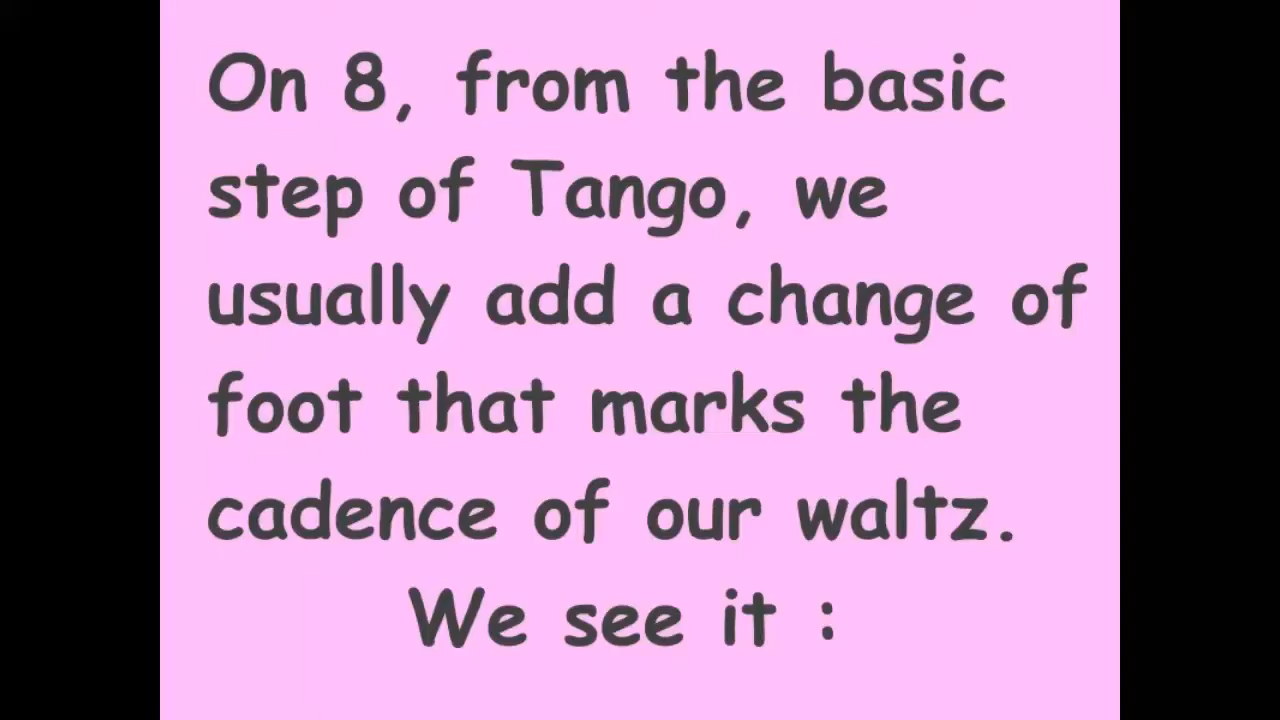 On 8, from the basic
step of Tango, we
usually add a change of
foot that marks the
cadence of our waltz.
We see it :